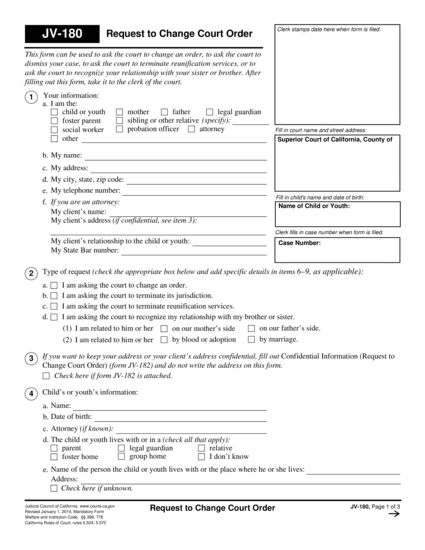 JV-180
Request to Change Court Order
Clerk stamps date here when form is filed.
This form can be used to ask the court to change an order, to ask the court to
dismiss your case, to ask the court to terminate reunification services, or to
ask the court to recognize your relationship with your sister or brother. After
filling out this form, take it to the clerk of the court.
1 Your information:
a. I am the:
child or youth mother father legal guardian
foster parent sibling or other relative (specify):
social worker probation officer attorney
other
b. My name:
c. My address:
d. My city, state, zip code:
e. My telephone number:
f. If you are an attorney:
My client's name:
My client's address (if confidential, see item 3):
My client's relationship to the child or youth:
My State Bar number:
Fill in court name and street address:
Superior Court of California, County of
Fill in child's name and date of birth:
Name of Child or Youth:
Clerk fills in case number when form is filed.
Case Number:
2 Type of request (check the appropriate box below and add specific details in items 6–9, as applicable):
a. I am asking the court to change an order.
b. I am asking the court to terminate its jurisdiction.
c. I am asking the court to terminate reunification services.
d. I am asking the court to recognize my relationship with my brother or sister.
(1) I am related to him or her on our mother's side on our father's side.
(2) I am related to him or her by blood or adoption by marriage.
3 If you want to keep your address or your client's address confidential, fill out Confidential Information (Request to
Change Court Order) (form JV-182) and do not write the address on this form.
Check here if form JV-182 is attached.
4 Child's or youth's information:
a. Name:
b. Date of birth:
c. Attorney (if known):
d. The child or youth lives with or in a (check all that apply):
parent legal guardian relative
foster home group home I don't know
e. Name of the person the child or youth lives with or the place where he or she lives:
Address:
Check here if unknown.
Judicial Council of California, www.courts.ca.gov
Revised January 1, 2014, Mandatory Form
Welfare and Institutions Code, §§ 388, 778
California Rules of Court, rules 5.524, 5.570
Request to Change Court Order
JV-180, Page 1 of 3